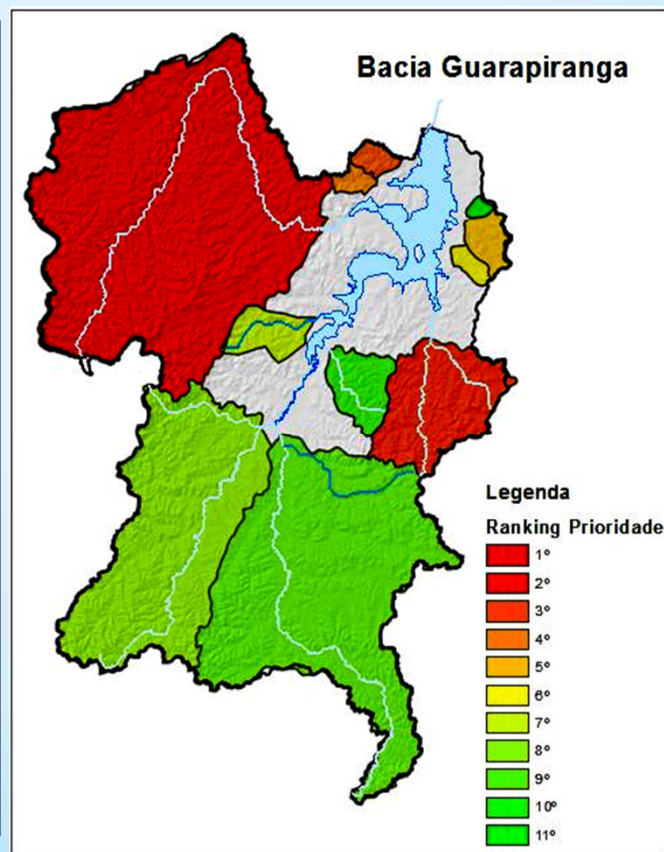 Bacia Guarapiranga
Legenda
Ranking Prioridade
1º
2º
3º
4º
5º
6º
7º
8º
9º
10º
11º